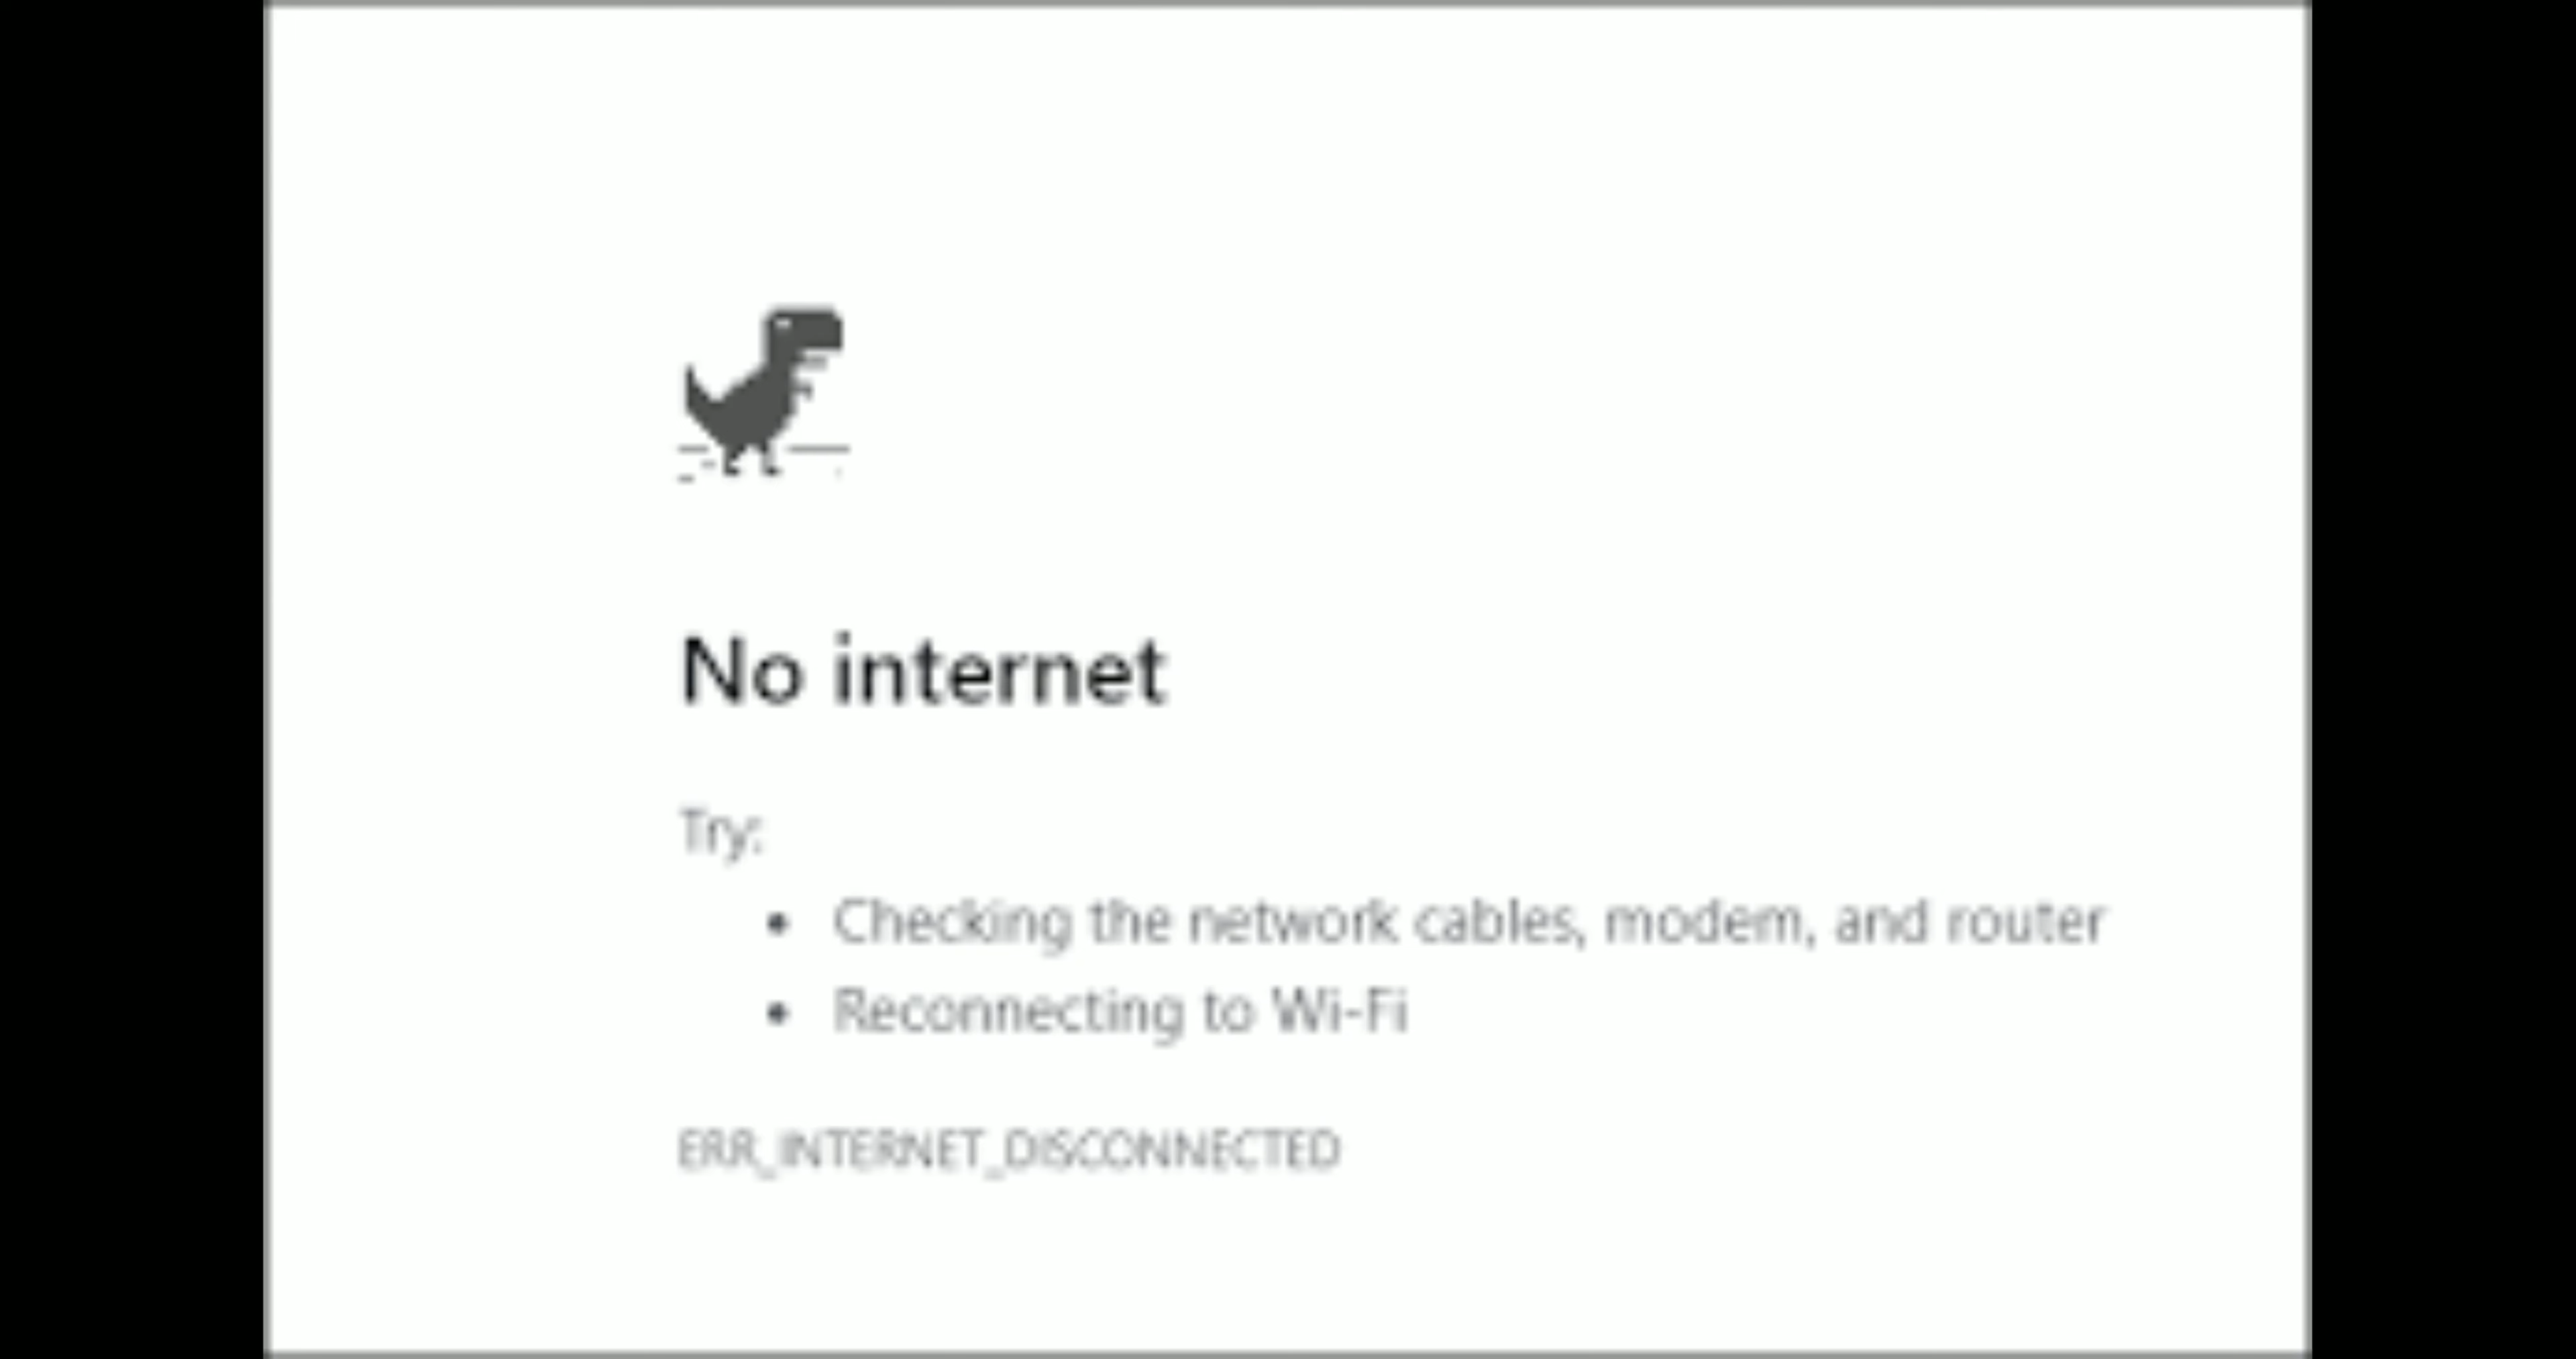 No internet
Try:
• Checking the network cables, modem, and router
• Reconnecting to Wi-Fi
ERR_INTERNET_DISCONNECTED